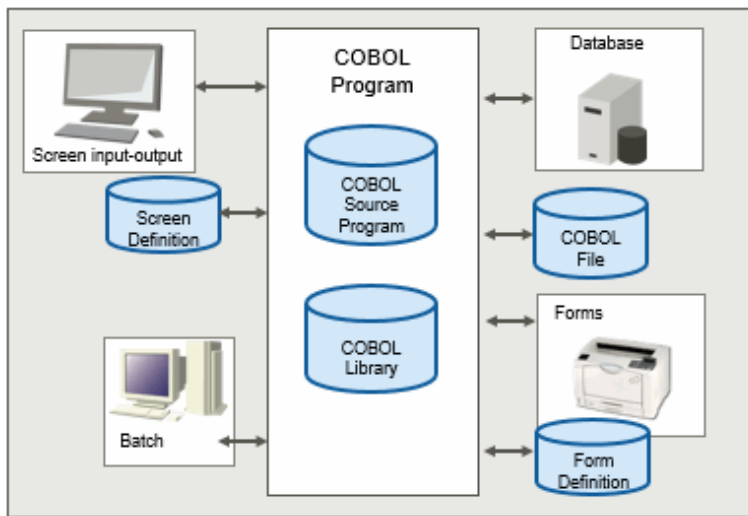 COBOL
Program
Screen input-output
Screen
Definition
Batch
COBOL
Source
Program
COBOL
Library
Database
COBOL
File
Forms
Form
Definition